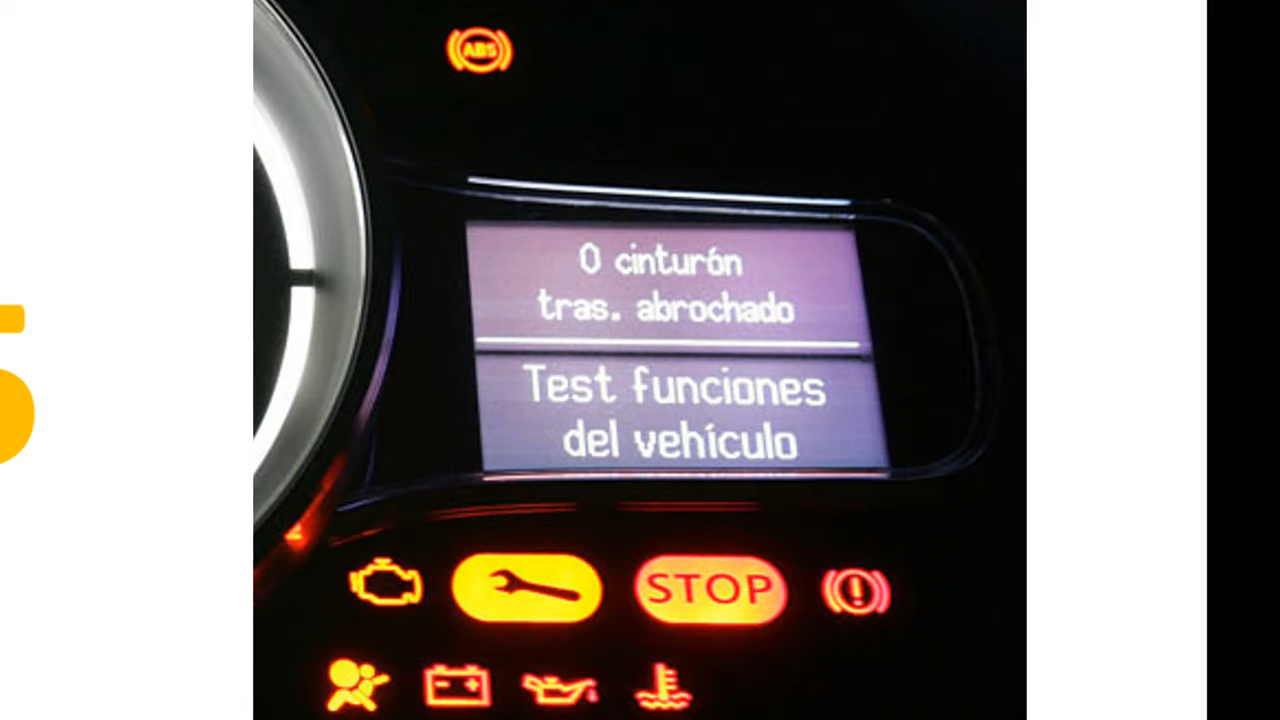 ABS
0 cinturón
tras. abrochado
Test funciones
del vehículo
STOP